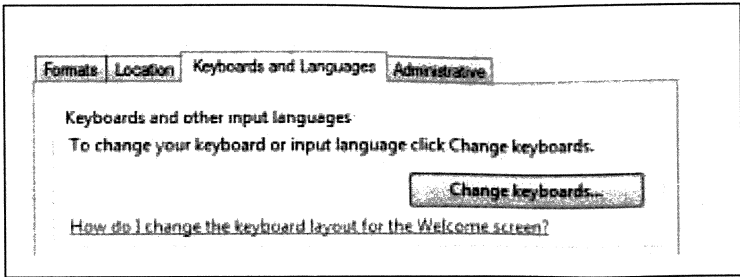 Formats Location Keyboards and Languages Administrative
Keyboards and other input languages
To change your keyboard or input language click Change keyboards.
Change keyboards...
How do I change the keyboard layout for the Welcome screen?